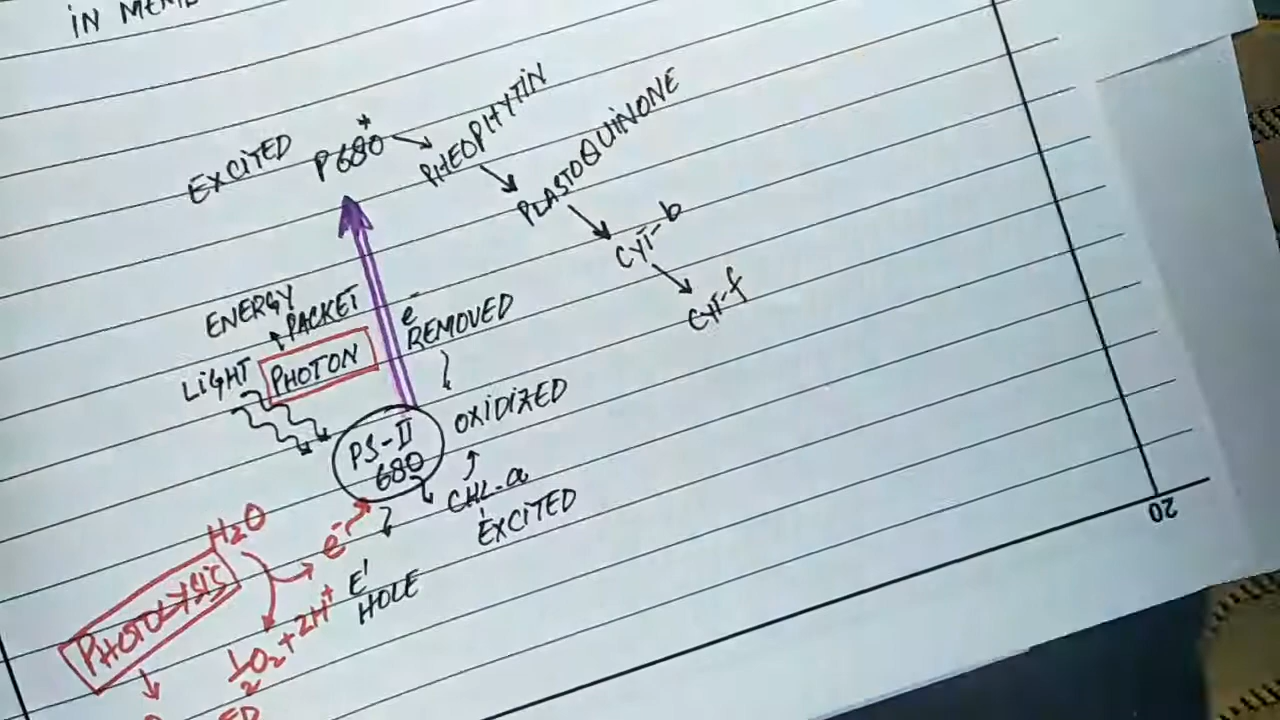 IN MEMB
EXCITED P680*
PHEOPHYTIN
PLASTOQUINONE
CYT-b
CYT-f
ENERGY
PACKET
LIGHT PHOTON
e-
REMOVED
OXIDIZED
PS-II
680
CHL-a
EXCITED
H2O
e-
E'
HOLE
PHOTOLYSIS
1/2 O2 + 2H+
20